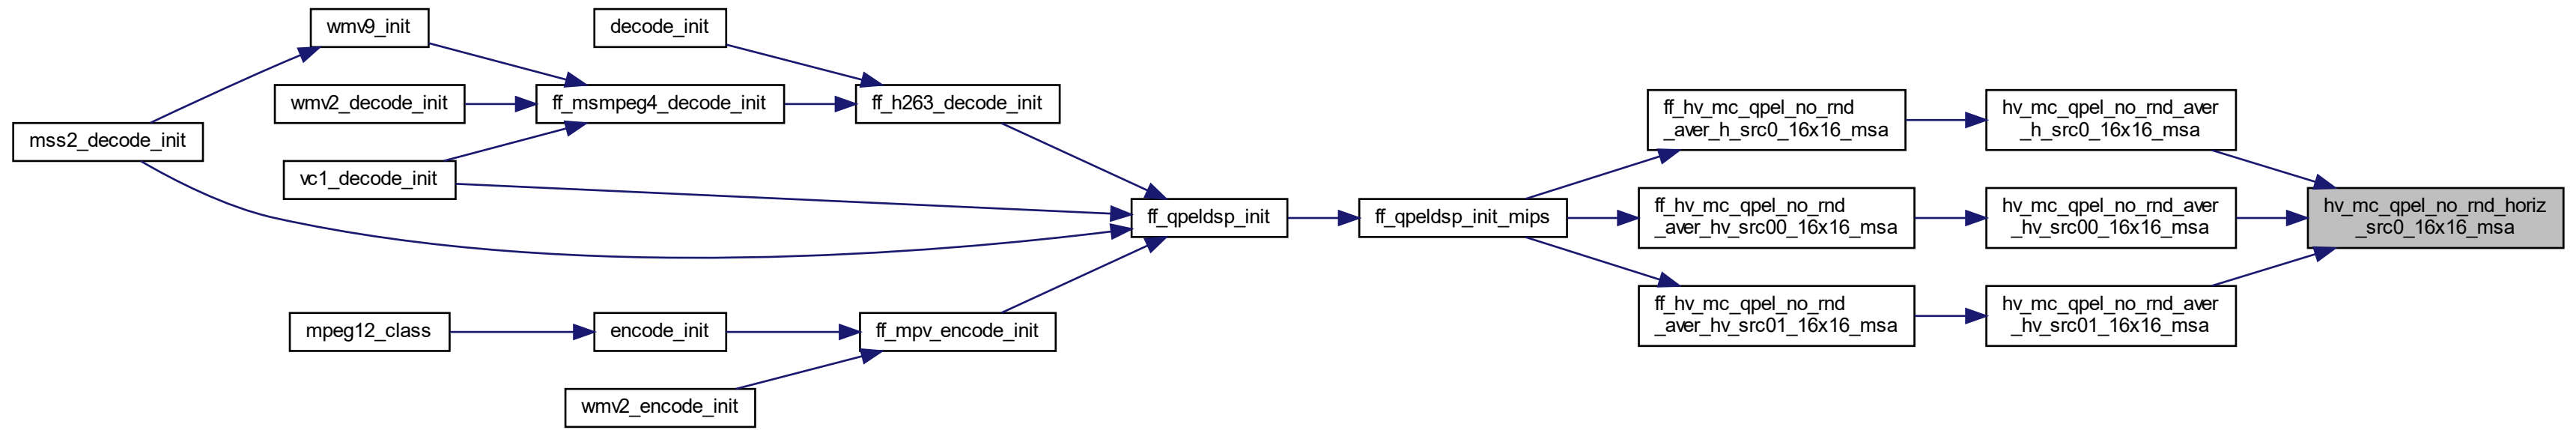 wmv9_init
decode_init
wmv2_decode_init
ff_msmpeg4_decode_init
ff_h263_decode_init
mss2_decode_init
vc1_decode_init
ff_hv_mc_qpel_no_rnd
_aver_h_src0_16x16_msa
hv_mc_qpel_no_rnd_aver
_h_src0_16x16_msa
ff_qpeldsp_init
ff_qpeldsp_init_mips
ff_hv_mc_qpel_no_rnd
_aver_hv_src00_16x16_msa
hv_mc_qpel_no_rnd_aver
_hv_src00_16x16_msa
hv_mc_qpel_no_rnd_horiz
_src0_16x16_msa
mpeg12_class
encode_init
ff_mpv_encode_init
ff_hv_mc_qpel_no_rnd
_aver_hv_src01_16x16_msa
hv_mc_qpel_no_rnd_aver
_hv_src01_16x16_msa
wmv2_encode_init